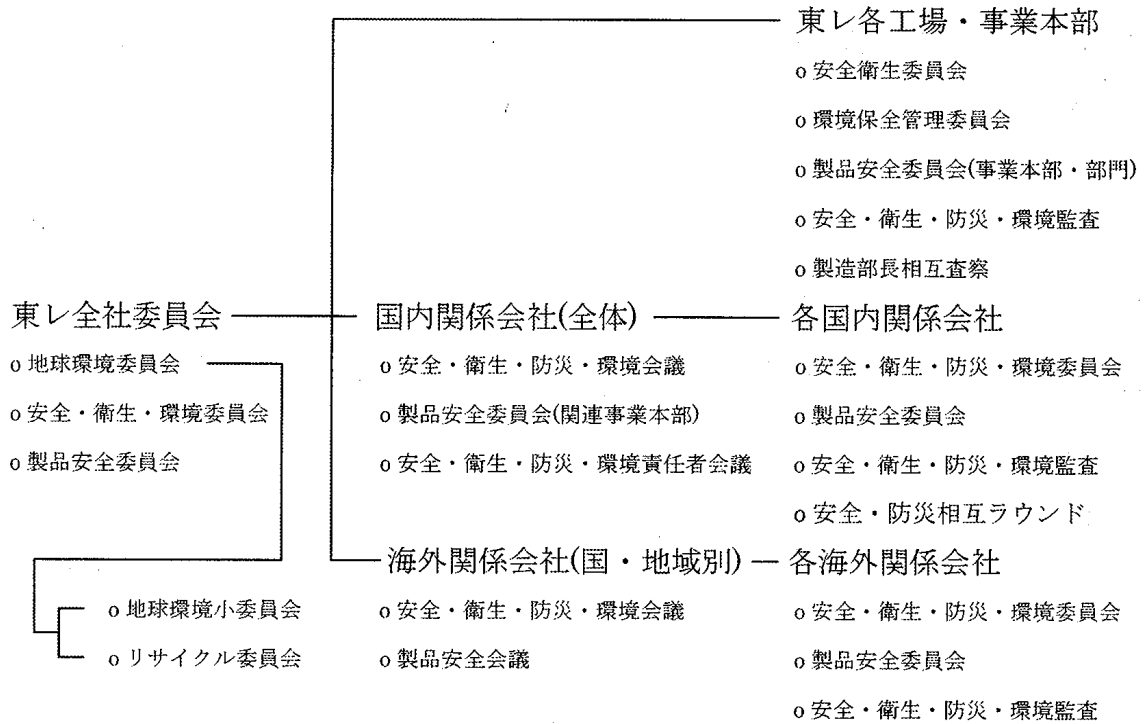 東レ各工場・事業本部
o 安全衛生委員会
o 環境保全管理委員会
o 製品安全委員会(事業本部・部門)
o 安全・衛生・防災・環境監査
o 製造部長相互査察
東レ全社委員会
o 地球環境委員会
o 安全・衛生・環境委員会
o 製品安全委員会
o 地球環境小委員会
o リサイクル委員会
国内関係会社(全体)
o 安全・衛生・防災・環境会議
o 製品安全委員会(関連事業本部)
o 安全・衛生・防災・環境責任者会議
各国内関係会社
o 安全・衛生・防災・環境委員会
o 製品安全委員会
o 安全・衛生・防災・環境監査
o 安全・防災相互ラウンド
海外関係会社(国・地域別)
o 安全・衛生・防災・環境会議
o 製品安全会議
各海外関係会社
o 安全・衛生・防災・環境委員会
o 製品安全委員会
o 安全・衛生・防災・環境監査